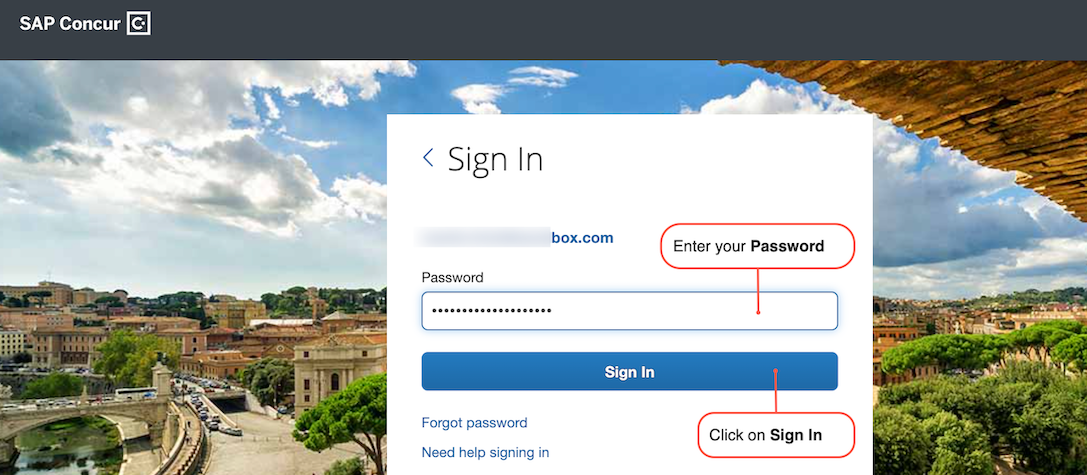 SAP Concur
Sign In
box.com
Enter your Password
Password
Sign In
Click on Sign In
Forgot password
Need help signing in